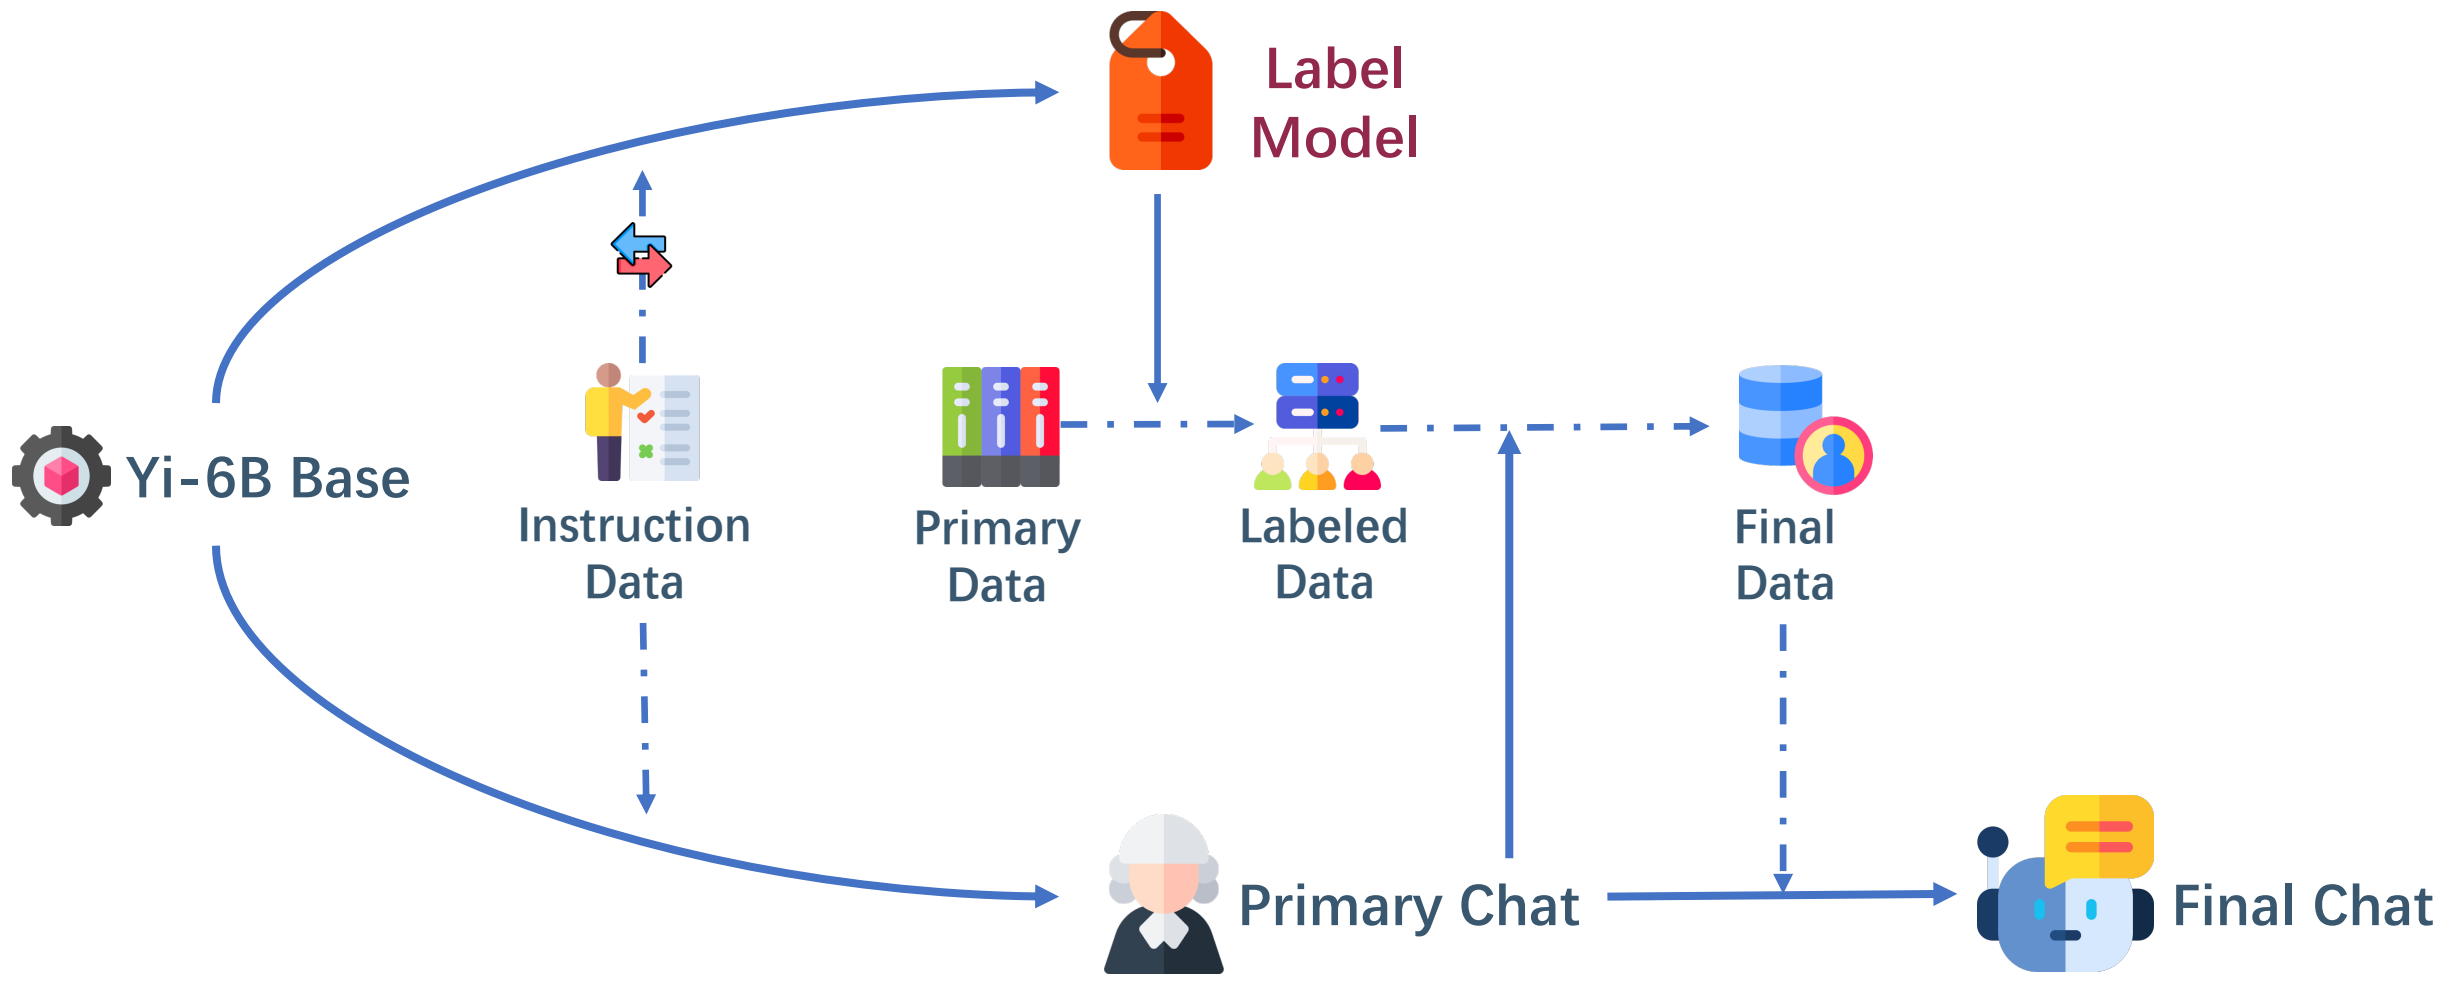 Label
Model
Yi-6B Base
Instruction
Data
Primary
Data
Labeled
Data
Final
Data
Primary Chat
Final Chat